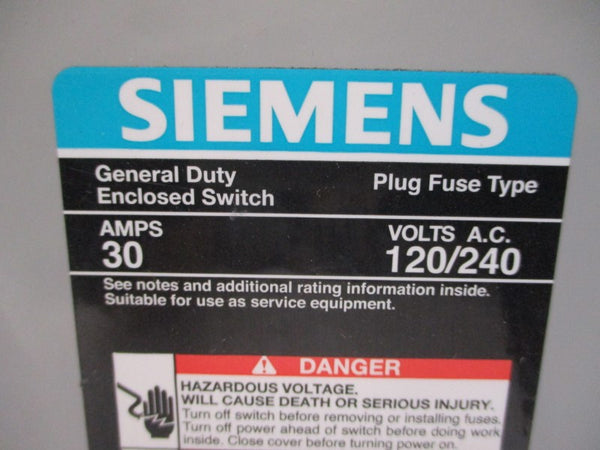 SIEMENS
General Duty
Enclosed Switch
Plug Fuse Type
AMPS
30
VOLTS A.C.
120/240
See notes and additional rating information inside.
Suitable for use as service equipment.
DANGER
HAZARDOUS VOLTAGE.
WILL CAUSE DEATH OR SERIOUS INJURY.
Turn off switch before removing or installing fuses.
Turn off power ahead of switch before doing work
inside. Close cover before turning power on.